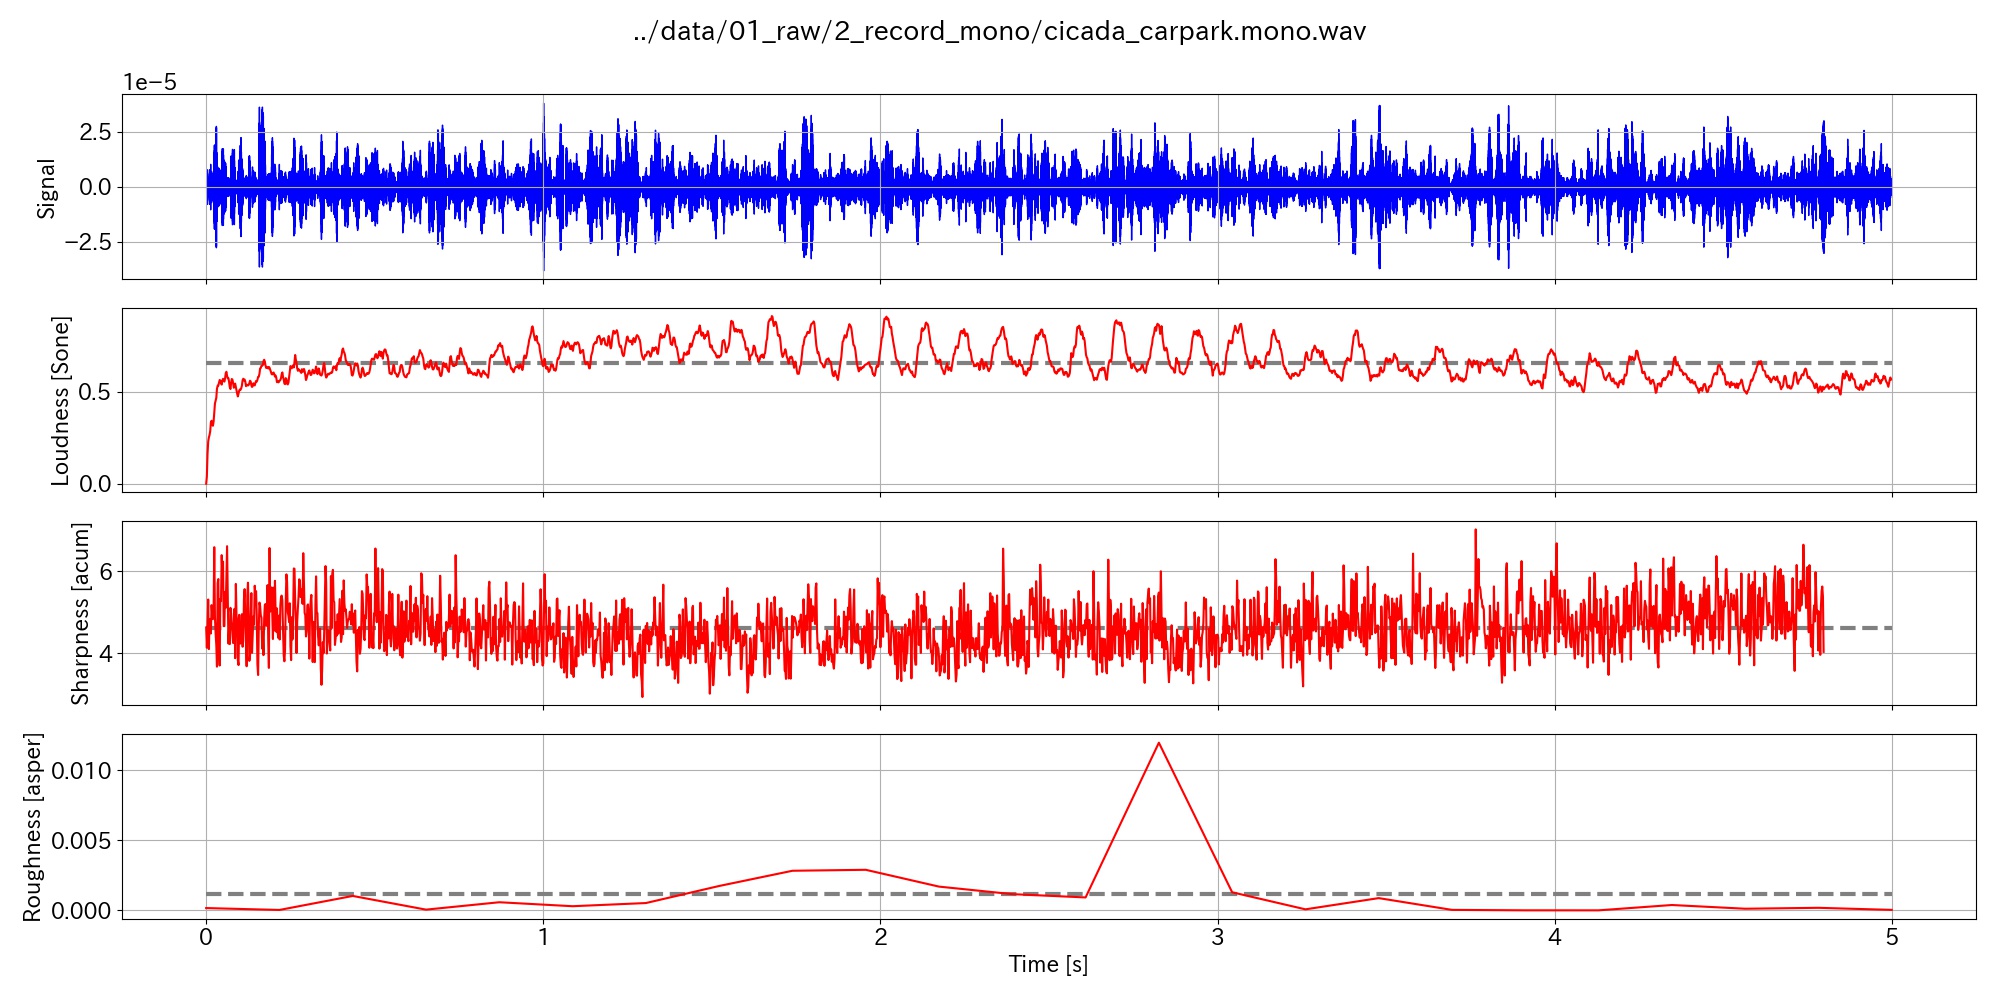 ../data/01_raw/2_record_mono/cicada_carpark.mono.wav
1e−5
2.5
0.0
−2.5
Signal
0.5
0.0
Loudness [Sone]
6
4
Sharpness [acum]
0.010
0.005
0.000
Roughness [asper]
0 1 2 3 4 5
Time [s]